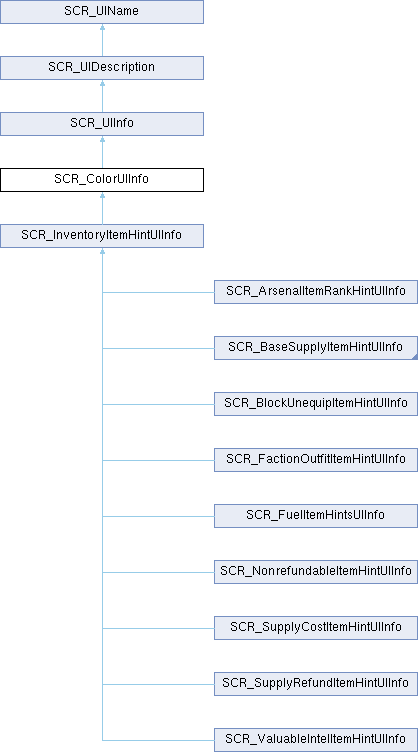 SCR_UIName
SCR_UIDescription
SCR_UIInfo
SCR_ColorUIInfo
SCR_InventoryItemHintUIInfo
SCR_ArsenalItemRankHintUIInfo
SCR_BaseSupplyItemHintUIInfo
SCR_BlockUnequipItemHintUIInfo
SCR_FactionOutfitItemHintUIInfo
SCR_FuelItemHintsUIInfo
SCR_NonrefundableItemHintUIInfo
SCR_SupplyCostItemHintUIInfo
SCR_SupplyRefundItemHintUIInfo
SCR_ValuableIntelItemHintUIInfo